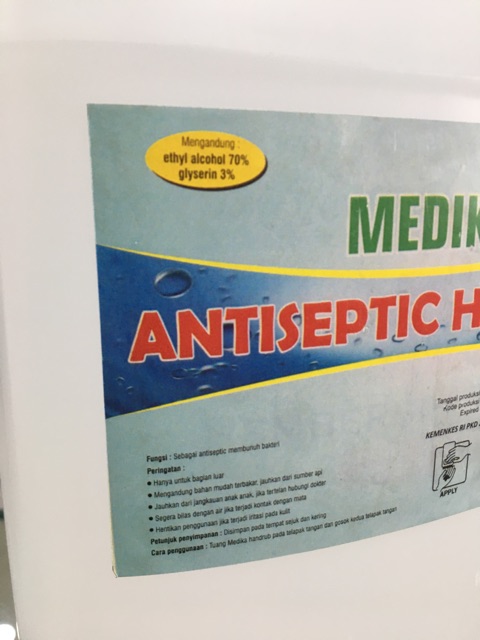 Mengandung :
ethyl alcohol 70%
glyserin 3%
MEDIK
ANTISEPTIC H
Tanggal produksi
Kode produksi
Expired
KEMENKES RI PKD
APPLY
Fungsi : Sebagai antiseptic membunuh bakteri
Peringatan :
• Hanya untuk bagian luar
• Mengandung bahan mudah terbakar, jauhkan dari sumber api
• Jauhkan dari jangkauan anak anak, jika tertelan hubungi dokter
• Segera bilas dengan air jika terjadi kontak dengan mata
• Hentikan penggunaan jika terjadi iritasi pada kulit
Petunjuk penyimpanan : Disimpan pada tempat sejuk dan kering
Cara penggunaan : Tuang Medika handrub pada telapak tangan dan gosok kedua telapak tangan